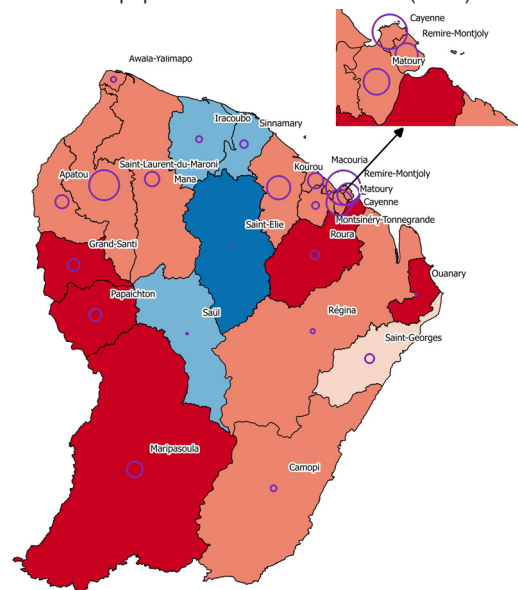 Cayenne
Remire-Montjoly
Matoury
Awala-Yalimapo
Iracoubo
Sinnamary
Saint-Laurent-du-Maroni
Apatou
Mana
Kourou
Macouria
Remire-Montjoly
Matoury
Cayenne
Montsinéry-Tonnegrande
Roura
Saint-Elie
Grand-Santi
Ouanary
Papaichton
Saül
Régina
Saint-Georges
Maripasoula
Camopi